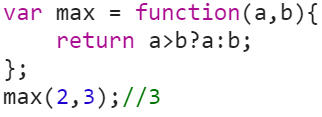 var max = function(a,b){
    return a>b?a:b;
};
max(2,3);//3